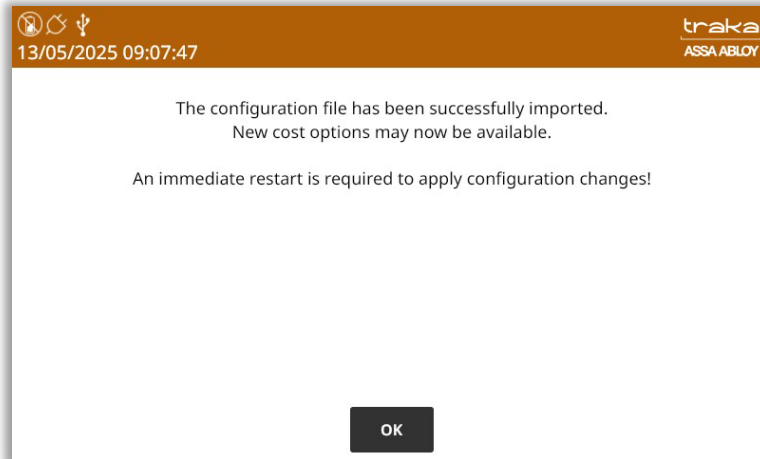 traka
13/05/2025 09:07:47
ASSA ABLOY
The configuration file has been successfully imported.
New cost options may now be available.
An immediate restart is required to apply configuration changes!
OK